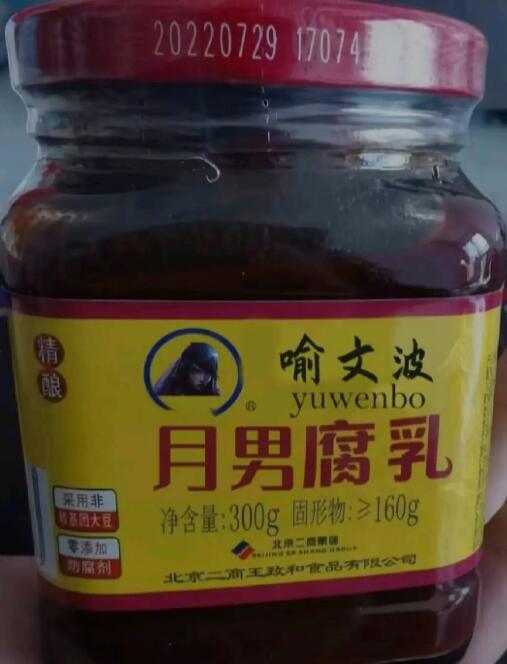 20220729 17074
精酿
喻文波
yuwenbo
®
月男腐乳
净含量:300g 固形物:≥160g
采用非
转基因大豆
零添加
防腐剂
北京二商集团
BEIJING ER SHANG GROUP
北京二商王致和食品有限公司